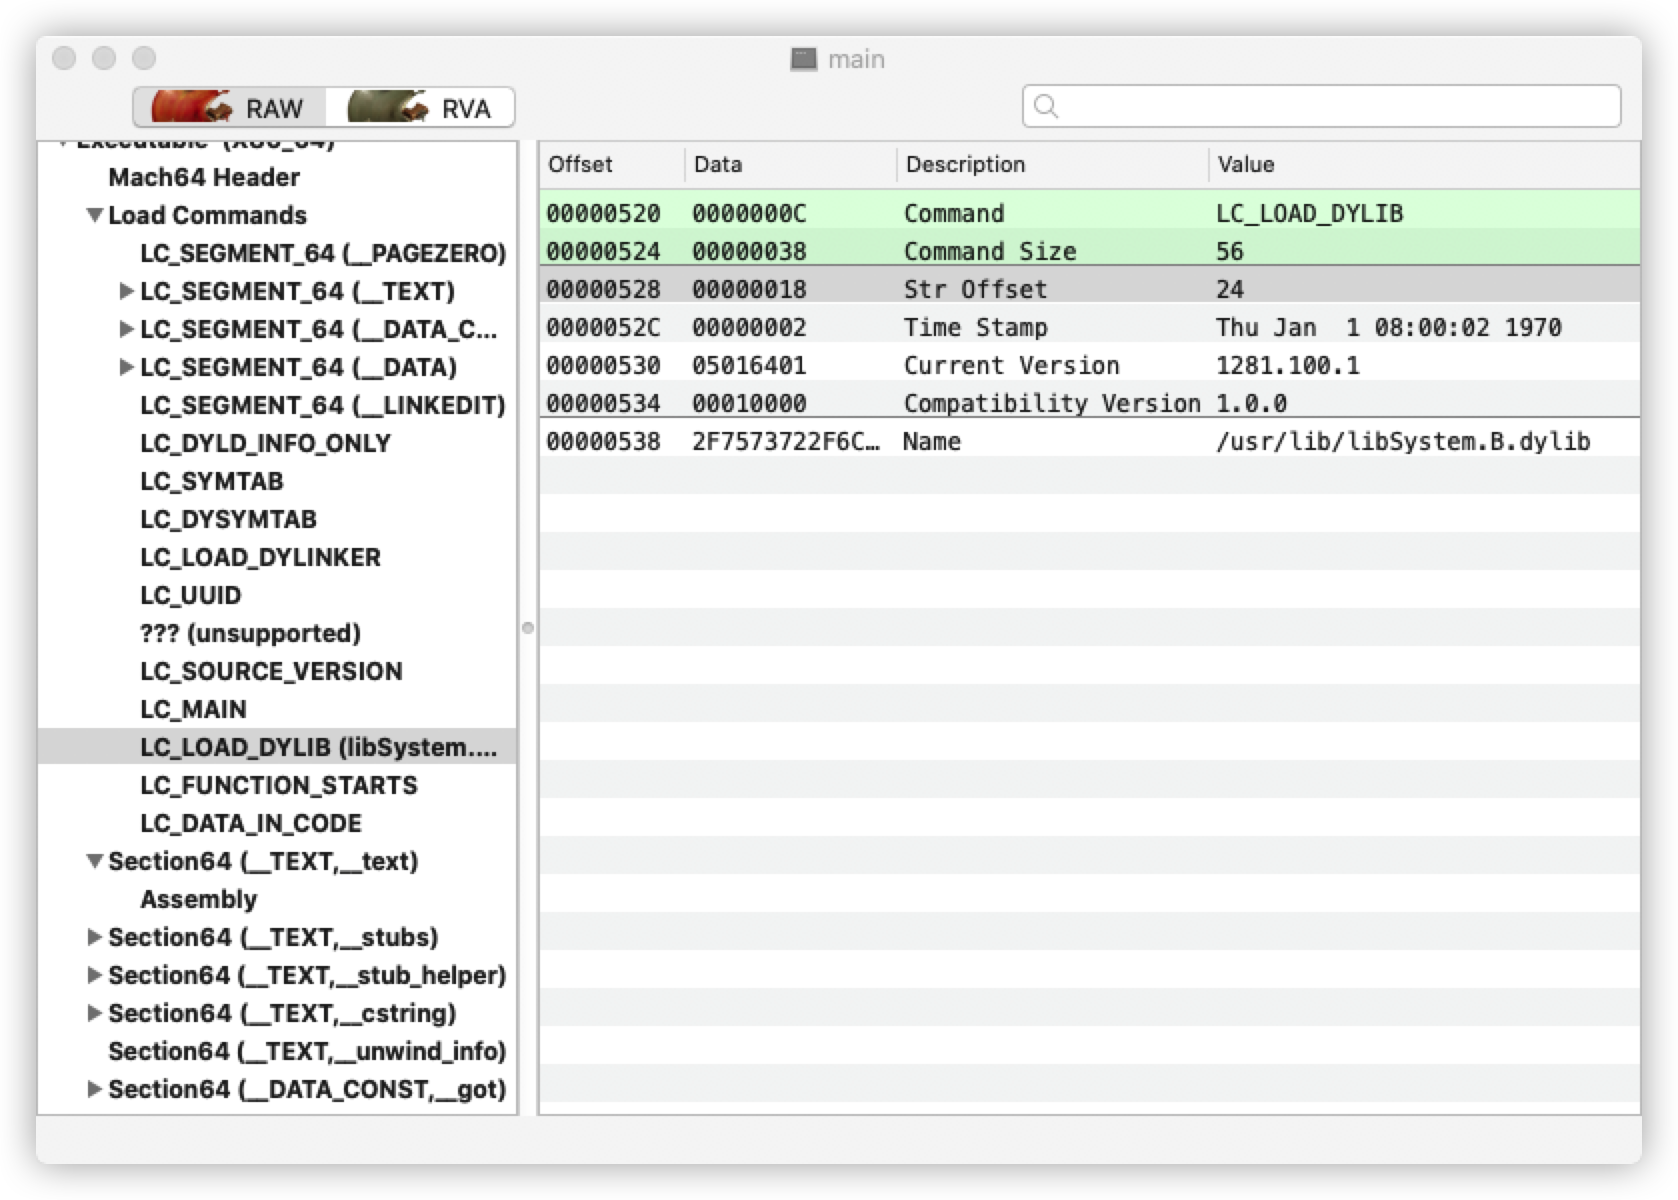 main
RAW RVA
Executable (X86_64)
Mach64 Header
Load Commands
LC_SEGMENT_64 (__PAGEZERO)
LC_SEGMENT_64 (__TEXT)
LC_SEGMENT_64 (__DATA_C...
LC_SEGMENT_64 (__DATA)
LC_SEGMENT_64 (__LINKEDIT)
LC_DYLD_INFO_ONLY
LC_SYMTAB
LC_DYSYMTAB
LC_LOAD_DYLINKER
LC_UUID
??? (unsupported)
LC_SOURCE_VERSION
LC_MAIN
LC_LOAD_DYLIB (libSystem....
LC_FUNCTION_STARTS
LC_DATA_IN_CODE
Section64 (__TEXT,__text)
Assembly
Section64 (__TEXT,__stubs)
Section64 (__TEXT,__stub_helper)
Section64 (__TEXT,__cstring)
Section64 (__TEXT,__unwind_info)
Section64 (__DATA_CONST,__got)
Offset Data Description Value
00000520 0000000C Command LC_LOAD_DYLIB
00000524 00000038 Command Size 56
00000528 00000018 Str Offset 24
0000052C 00000002 Time Stamp Thu Jan  1 08:00:02 1970
00000530 05016401 Current Version 1281.100.1
00000534 00010000 Compatibility Version 1.0.0
00000538 2F7573722F6C… Name /usr/lib/libSystem.B.dylib